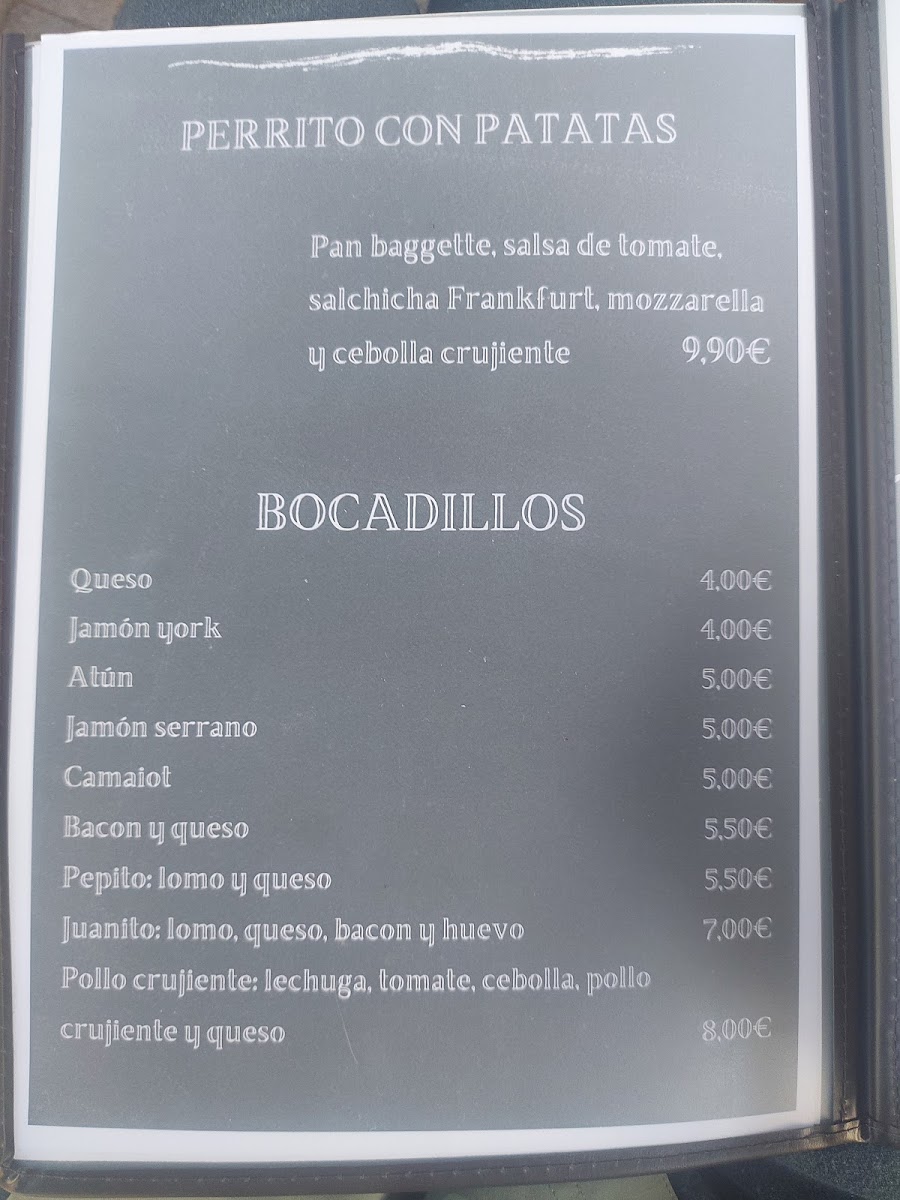 PERRITO CON PATATAS
Pan baggette, salsa de tomate,
salchicha Frankfurt, mozzarella
y cebolla crujiente 9,90€
BOCADILLOS
Queso 4,00€
Jamón york 4,00€
Atún 5,00€
Jamón serrano 5,00€
Camaiot 5,00€
Bacon y queso 5,50€
Pepito: lomo y queso 5,50€
Juanito: lomo, queso, bacon y huevo 7,00€
Pollo crujiente: lechuga, tomate, cebolla, pollo
crujiente y queso 8,00€